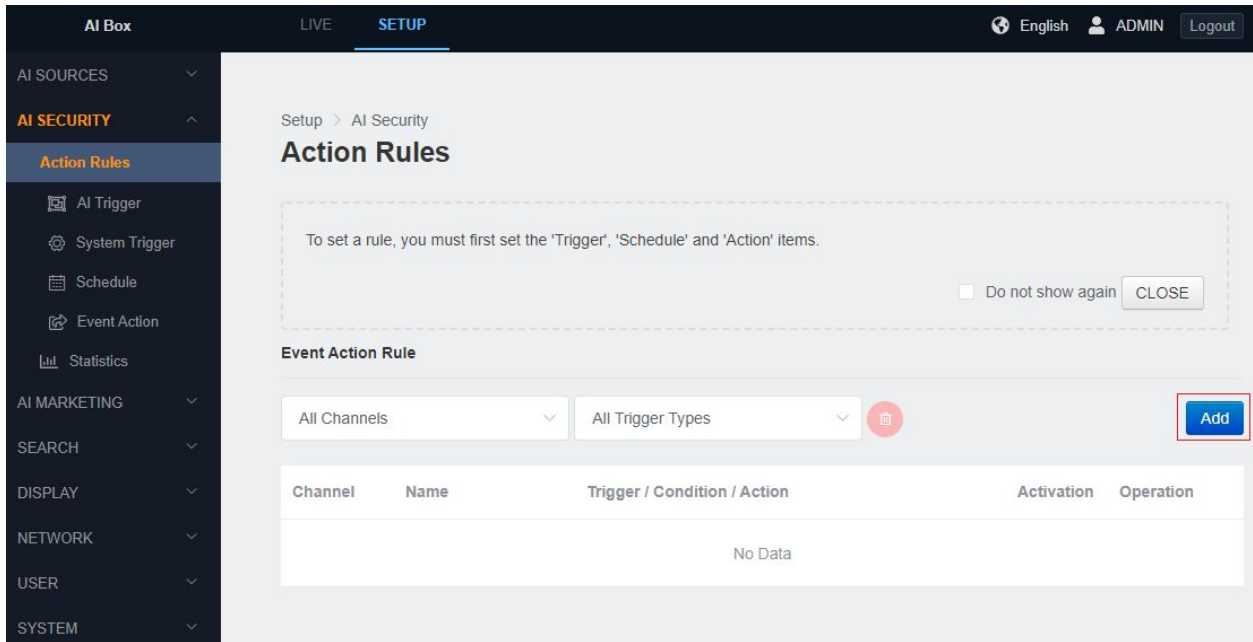 AI Box
LIVE SETUP
English ADMIN Logout
AI SOURCES
AI SECURITY
Action Rules
AI Trigger
System Trigger
Schedule
Event Action
Statistics
AI MARKETING
SEARCH
DISPLAY
NETWORK
USER
SYSTEM
Setup > AI Security
Action Rules
To set a rule, you must first set the 'Trigger', 'Schedule' and 'Action' items.
Do not show again CLOSE
Event Action Rule
All Channels All Trigger Types Add
Channel Name Trigger / Condition / Action Activation Operation
No Data